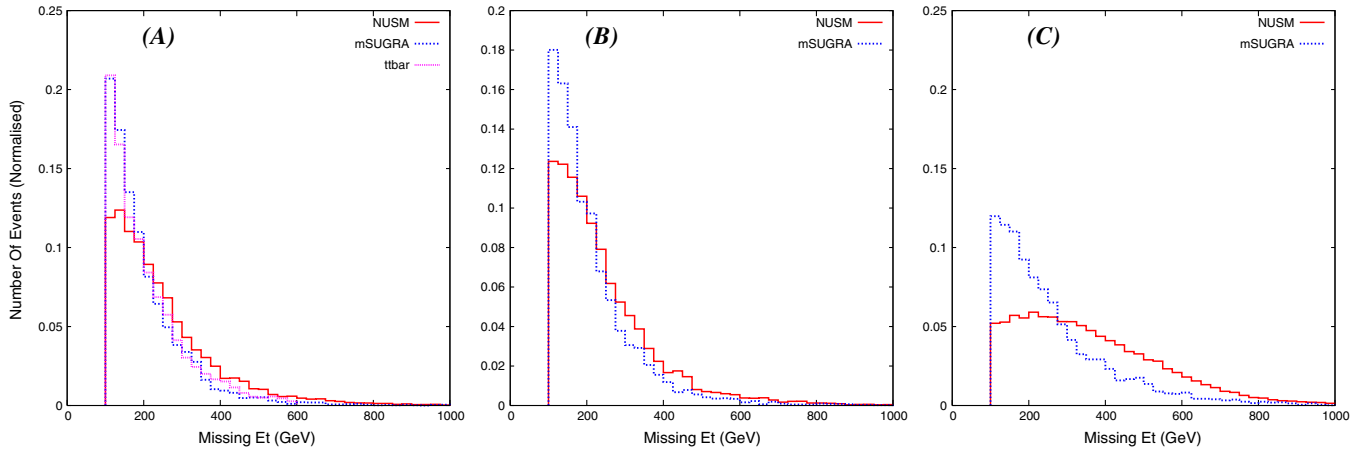 Number Of Events (Normalised)
(A)
NUSM
mSUGRA
ttbar
0.25
0.2
0.15
0.1
0.05
0
0 200 400 600 800 1000
Missing Et (GeV)
(B)
NUSM
mSUGRA
0.2
0.18
0.16
0.14
0.12
0.1
0.08
0.06
0.04
0.02
0
0 200 400 600 800 1000
Missing Et (GeV)
(C)
NUSM
mSUGRA
0.25
0.2
0.15
0.1
0.05
0
0 200 400 600 800 1000
Missing Et (GeV)